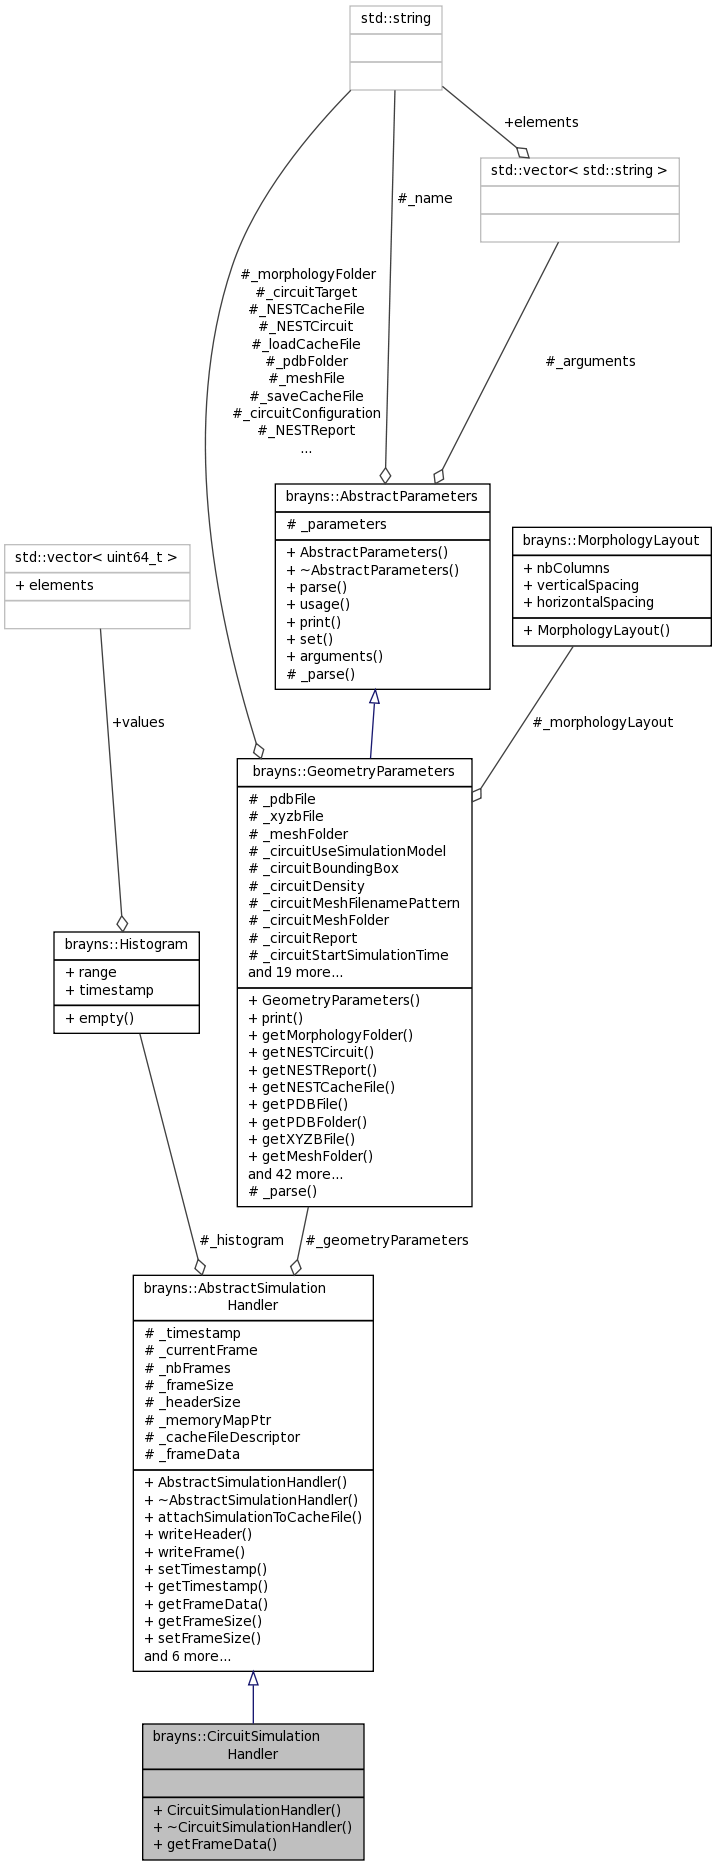 std::string
+elements
std::vector< std::string >
#_name
#_morphologyFolder
#_circuitTarget
#_NESTCacheFile
#_NESTCircuit
#_loadCacheFile
#_pdbFolder
#_meshFile
#_saveCacheFile
#_circuitConfiguration
#_NESTReport
...
#_arguments
brayns::AbstractParameters
# _parameters
+ AbstractParameters()
+ ~AbstractParameters()
+ parse()
+ usage()
+ print()
+ set()
+ arguments()
# _parse()
brayns::MorphologyLayout
+ nbColumns
+ verticalSpacing
+ horizontalSpacing
+ MorphologyLayout()
std::vector< uint64_t >
+ elements
+values
#_morphologyLayout
brayns::GeometryParameters
# _pdbFile
# _xyzbFile
# _meshFolder
# _circuitUseSimulationModel
# _circuitBoundingBox
# _circuitDensity
# _circuitMeshFilenamePattern
# _circuitMeshFolder
# _circuitReport
# _circuitStartSimulationTime
and 19 more...
+ GeometryParameters()
+ print()
+ getMorphologyFolder()
+ getNESTCircuit()
+ getNESTReport()
+ getNESTCacheFile()
+ getPDBFile()
+ getPDBFolder()
+ getXYZBFile()
+ getMeshFolder()
and 42 more...
# _parse()
brayns::Histogram
+ range
+ timestamp
+ empty()
#_histogram
#_geometryParameters
brayns::AbstractSimulation
Handler
# _timestamp
# _currentFrame
# _nbFrames
# _frameSize
# _headerSize
# _memoryMapPtr
# _cacheFileDescriptor
# _frameData
+ AbstractSimulationHandler()
+ ~AbstractSimulationHandler()
+ attachSimulationToCacheFile()
+ writeHeader()
+ writeFrame()
+ setTimestamp()
+ getTimestamp()
+ getFrameData()
+ getFrameSize()
+ setFrameSize()
and 6 more...
brayns::CircuitSimulation
Handler
+ CircuitSimulationHandler()
+ ~CircuitSimulationHandler()
+ getFrameData()